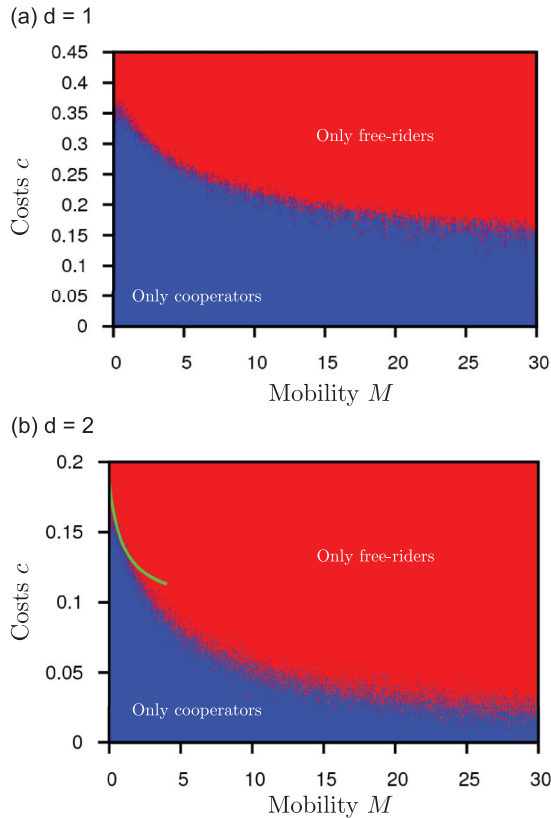 (a) d = 1
Costs c
0.45
0.4
0.35
0.3
0.25
0.2
0.15
0.1
0.05
0
Only free-riders
Only cooperators
0 5 10 15 20 25 30
Mobility M
(b) d = 2
Costs c
0.2
0.15
0.1
0.05
0
Only free-riders
Only cooperators
0 5 10 15 20 25 30
Mobility M